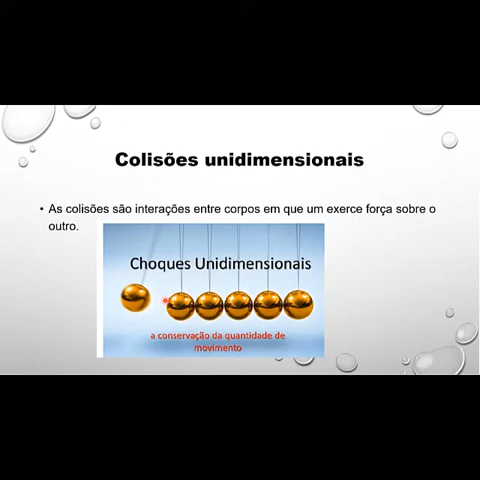 Colisões unidimensionais
• As colisões são interações entre corpos em que um exerce força sobre o
outro.
Choques Unidimensionais
a conservação da quantidade de
movimento